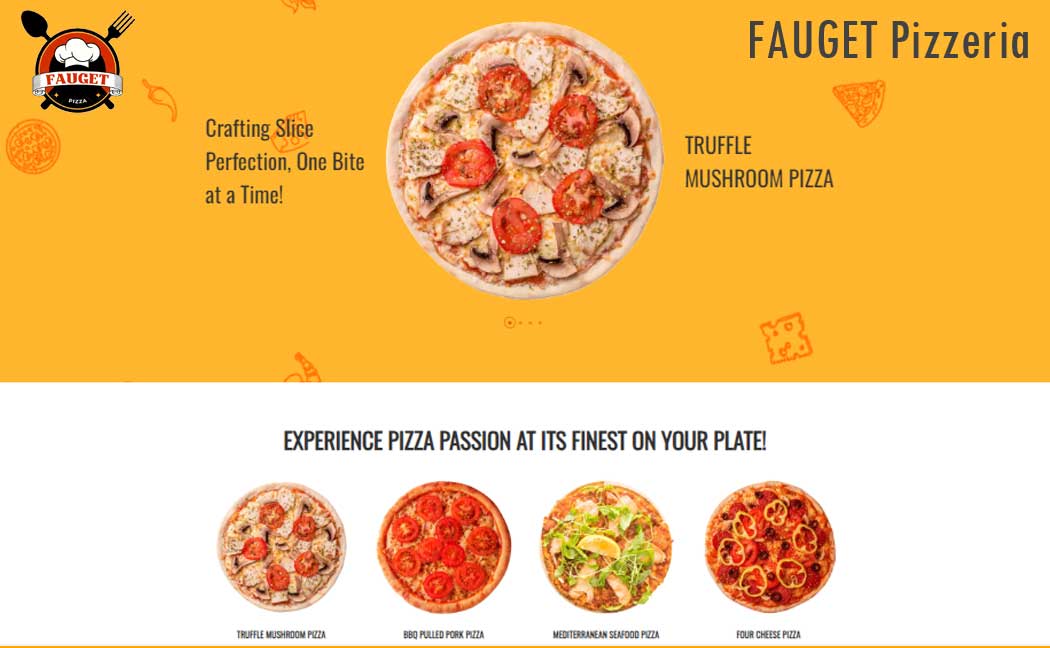 FAUGET
PIZZA
FAUGET Pizzeria
Crafting Slice
Perfection, One Bite
at a Time!
TRUFFLE
MUSHROOM PIZZA
EXPERIENCE PIZZA PASSION AT ITS FINEST ON YOUR PLATE!
TRUFFLE MUSHROOM PIZZA
BBQ PULLED PORK PIZZA
MEDITERRANEAN SEAFOOD PIZZA
FOUR CHEESE PIZZA